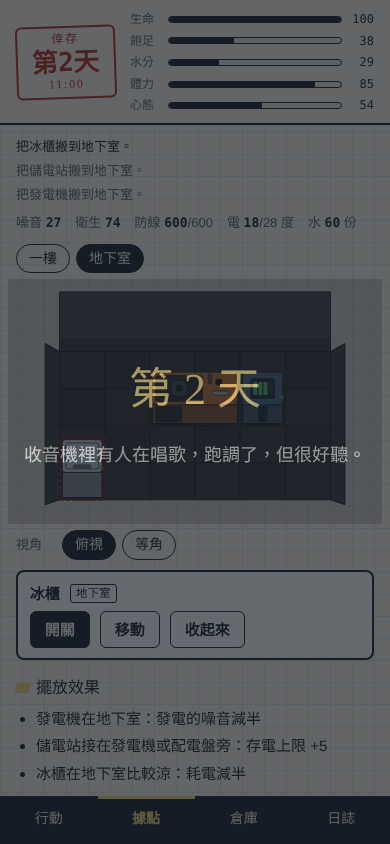 倖存
第2天
11:00
生命 100
飽足 38
水分 29
體力 85
心態 54
把冰櫃搬到地下室。
把儲電站搬到地下室。
把發電機搬到地下室。
噪音 27 衛生 74 防線 600/600 電 18/28 度 水 60 份
一樓 地下室
第 2 天
收音機裡有人在唱歌，跑調了，但很好聽。
視角 俯視 等角
冰櫃 地下室
開關 移動 收起來
擺放效果
• 發電機在地下室：發電的噪音減半
• 儲電站接在發電機或配電盤旁：存電上限 +5
• 冰櫃在地下室比較涼：耗電減半
行動 據點 倉庫 日誌